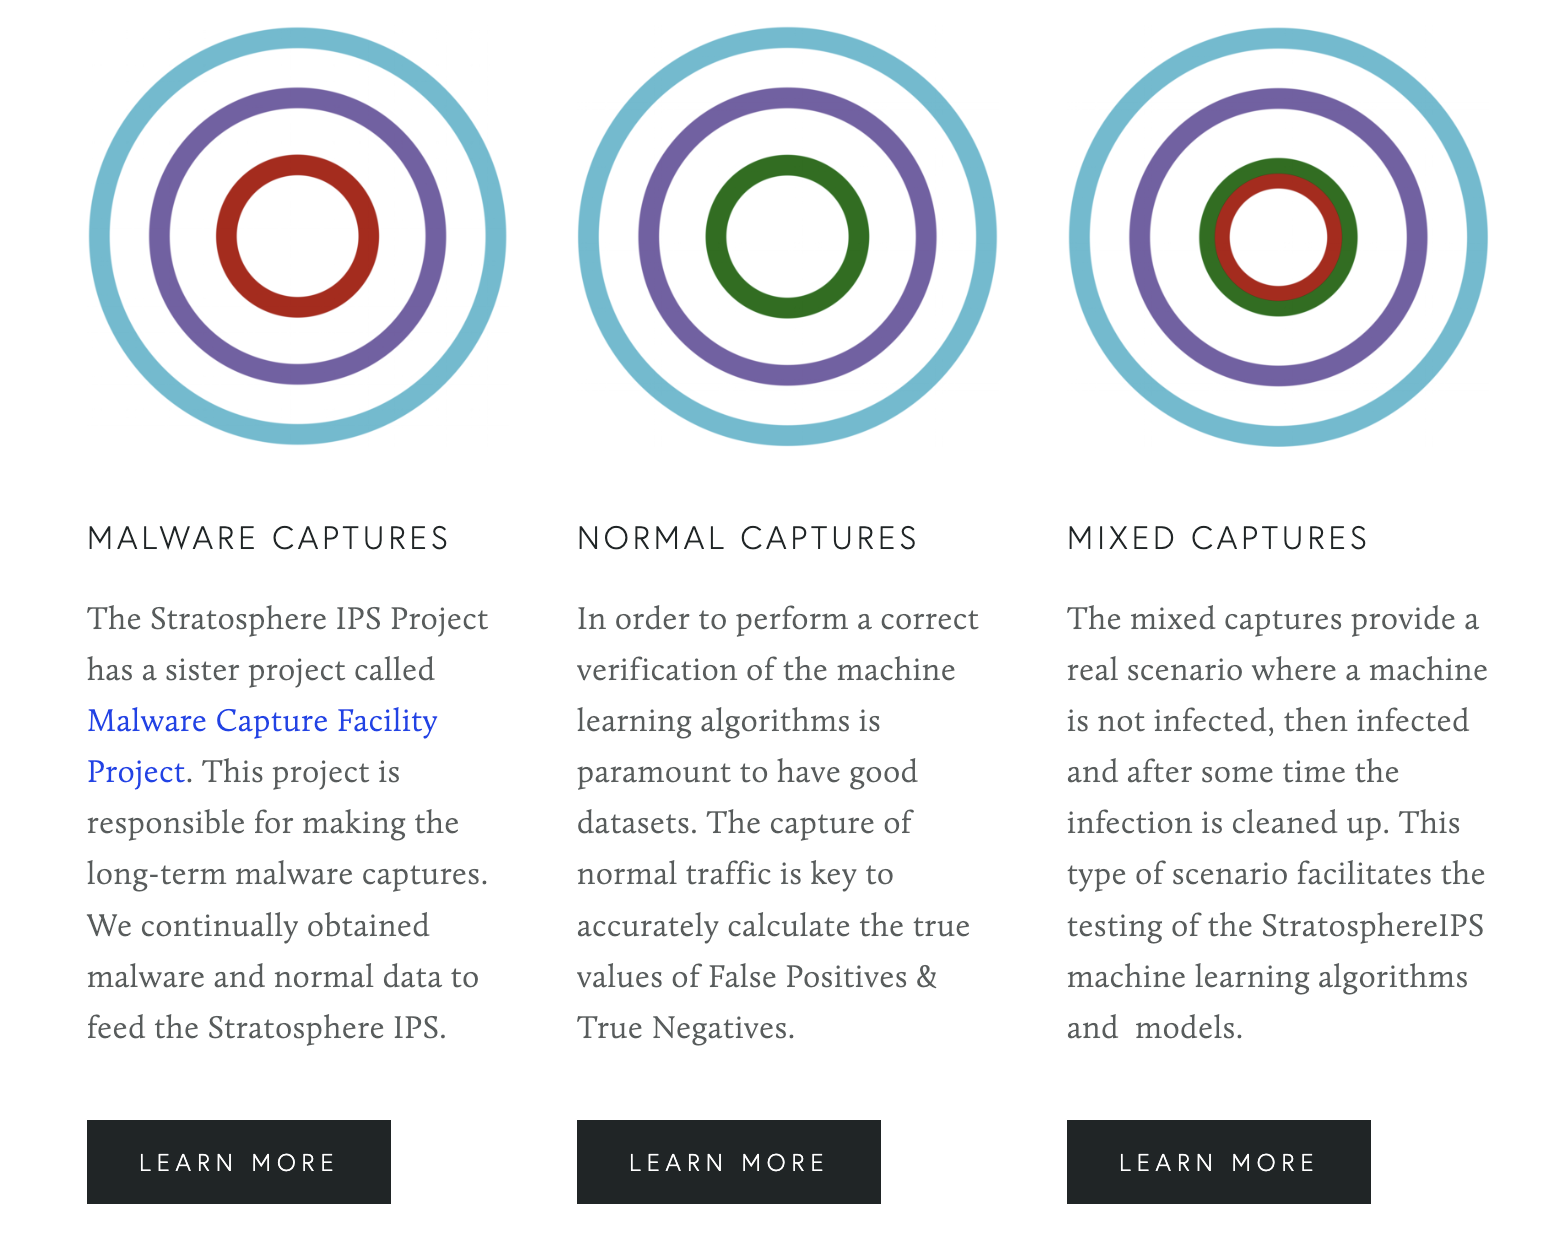 MALWARE CAPTURES
The Stratosphere IPS Project
has a sister project called
Malware Capture Facility
Project. This project is
responsible for making the
long-term malware captures.
We continually obtained
malware and normal data to
feed the Stratosphere IPS.
LEARN MORE
NORMAL CAPTURES
In order to perform a correct
verification of the machine
learning algorithms is
paramount to have good
datasets. The capture of
normal traffic is key to
accurately calculate the true
values of False Positives &
True Negatives.
LEARN MORE
MIXED CAPTURES
The mixed captures provide a
real scenario where a machine
is not infected, then infected
and after some time the
infection is cleaned up. This
type of scenario facilitates the
testing of the StratosphereIPS
machine learning algorithms
and  models.
LEARN MORE